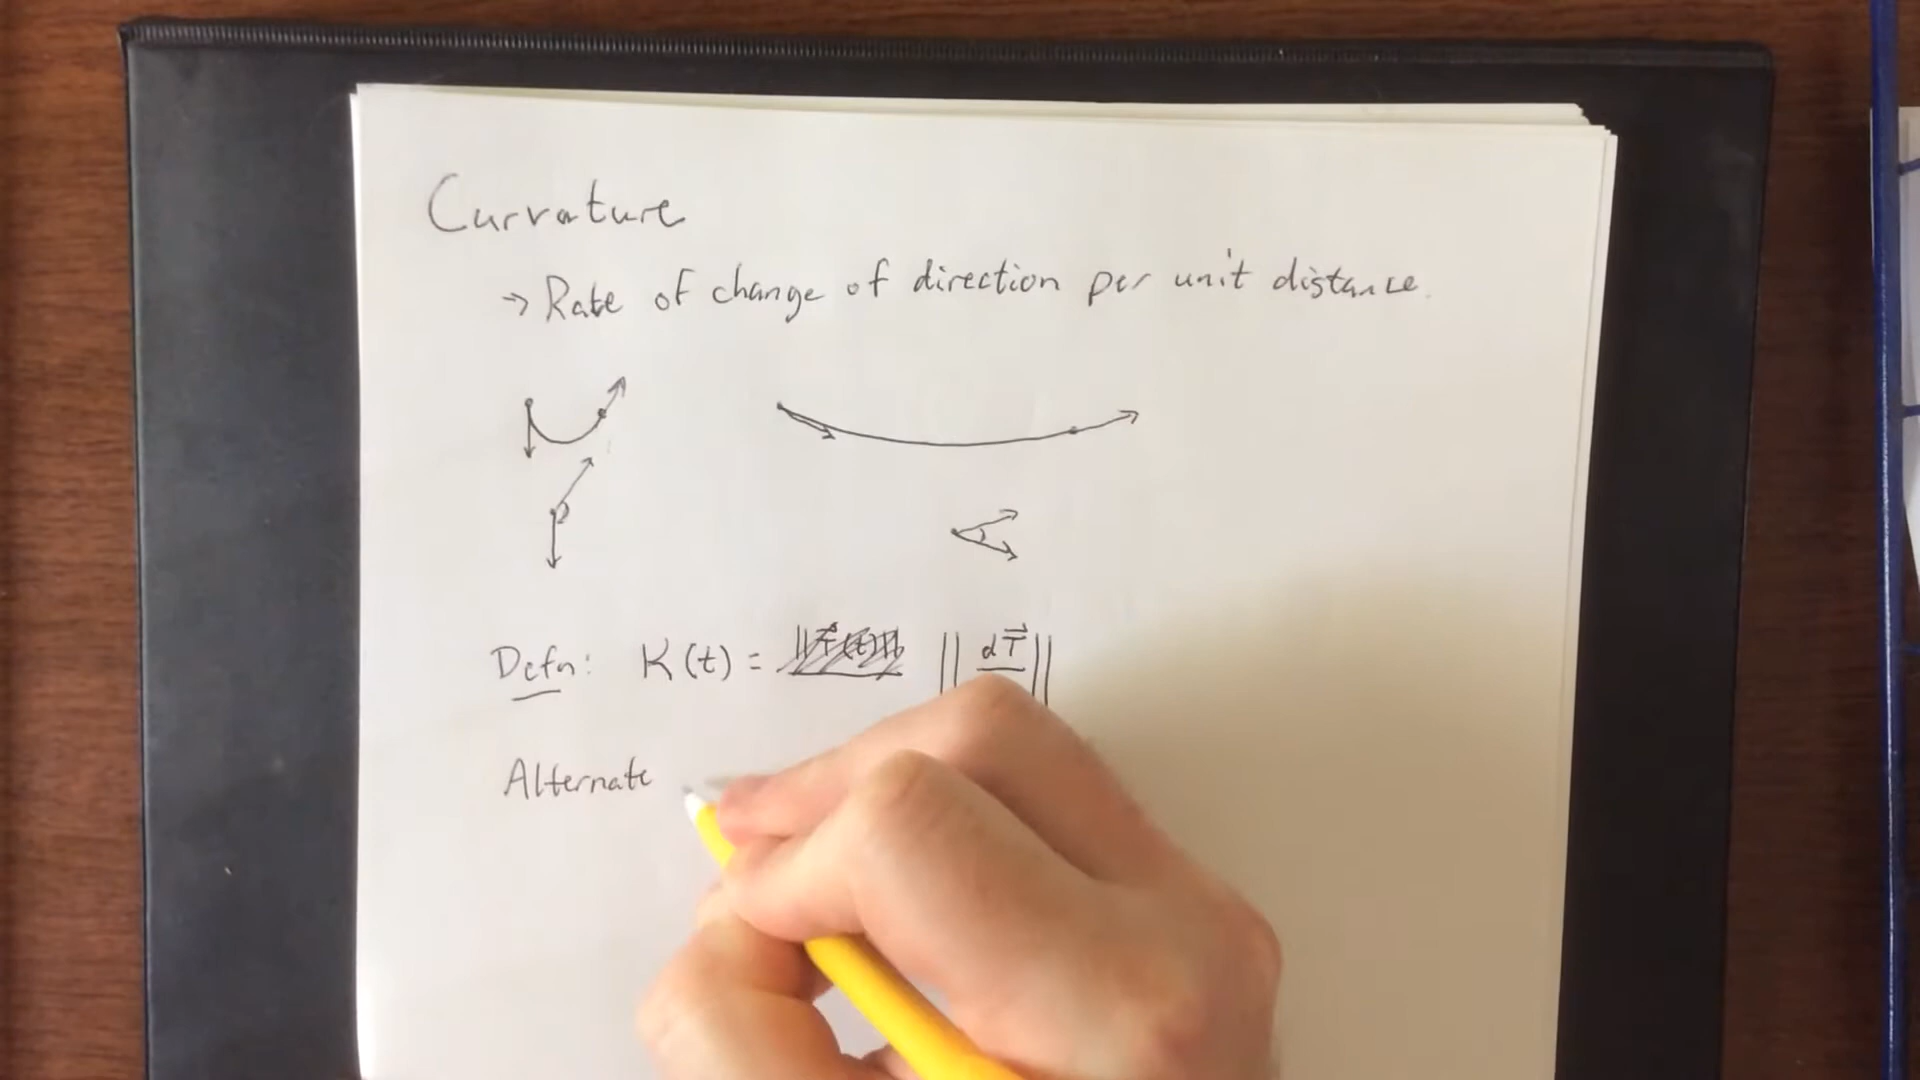 Curvature
→ Rate of change of direction per unit distance.
Defn: K(t) = || dT⃗ ||
Alternate